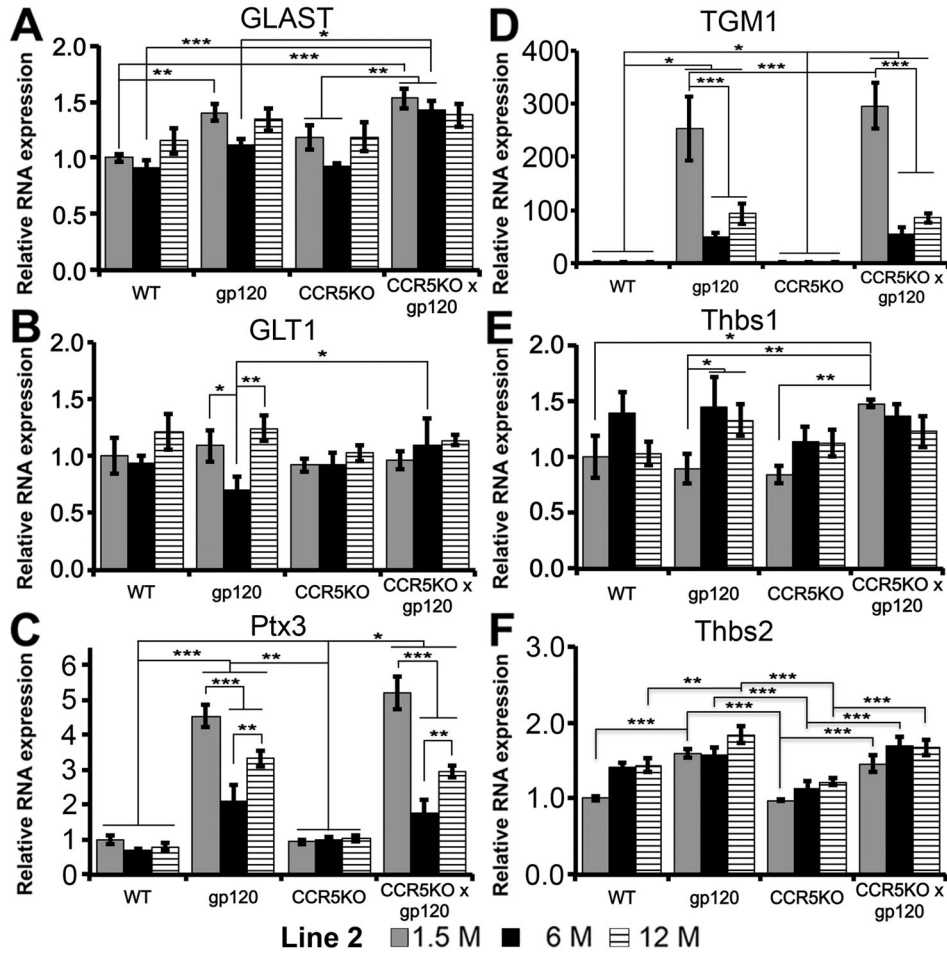 A
GLAST
Relative RNA expression
2.0
1.5
1.0
0.5
0.0
***
*
***
**
**
WT
gp120
CCR5KO
CCR5KO x
gp120
B
GLT1
Relative RNA expression
2.0
1.5
1.0
0.5
0.0
*
*
**
WT
gp120
CCR5KO
CCR5KO x
gp120
C
Ptx3
Relative RNA expression
6
5
4
3
2
1
0
*
***
**
***
***
**
**
WT
gp120
CCR5KO
CCR5KO x
gp120
D
TGM1
Relative RNA expression
400
300
200
100
0
*
*
***
***
***
WT
gp120
CCR5KO
CCR5KO x
gp120
E
Thbs1
Relative RNA expression
2.0
1.5
1.0
0.5
0.0
*
**
*
**
WT
gp120
CCR5KO
CCR5KO x
gp120
F
Thbs2
Relative RNA expression
3.0
2.0
1.0
0.0
**
***
***
***
***
***
***
***
WT
gp120
CCR5KO
CCR5KO x
gp120
Line 2 1.5 M 6 M 12 M